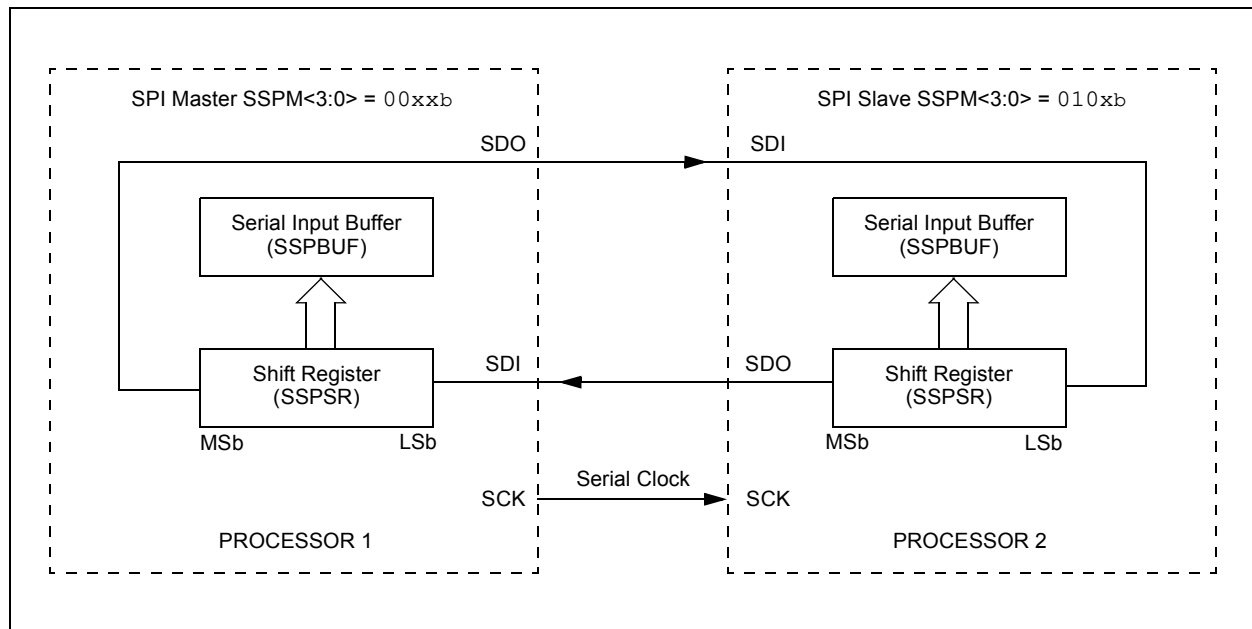 SPI Master SSPM<3:0> = 00xxb
SPI Slave SSPM<3:0> = 010xb
SDO
SDI
Serial Input Buffer
(SSPBUF)
Serial Input Buffer
(SSPBUF)
SDI
SDO
Shift Register
(SSPSR)
Shift Register
(SSPSR)
MSb
LSb
MSb
LSb
Serial Clock
SCK
SCK
PROCESSOR 1
PROCESSOR 2